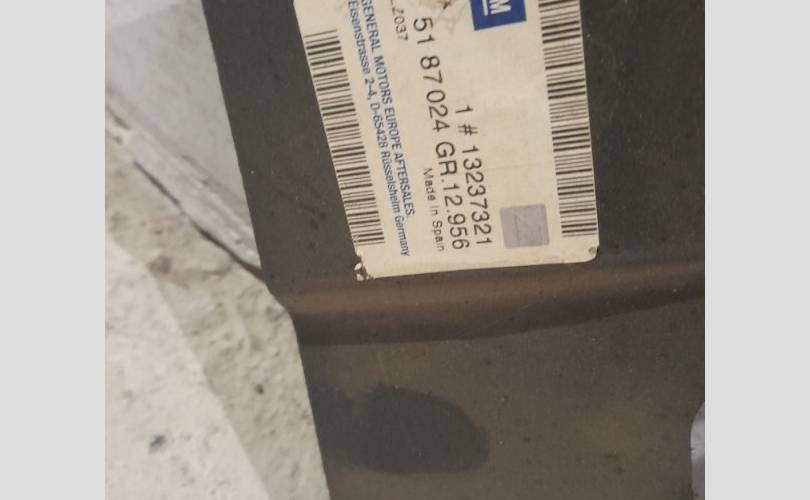 GM
1 # 13237321
51 87 024 GR.12.956
Made in Spain
Z037
GENERAL MOTORS EUROPE AFTERSALES.
Eisenstrasse 2-4, D-65428 Rüsselsheim Germany